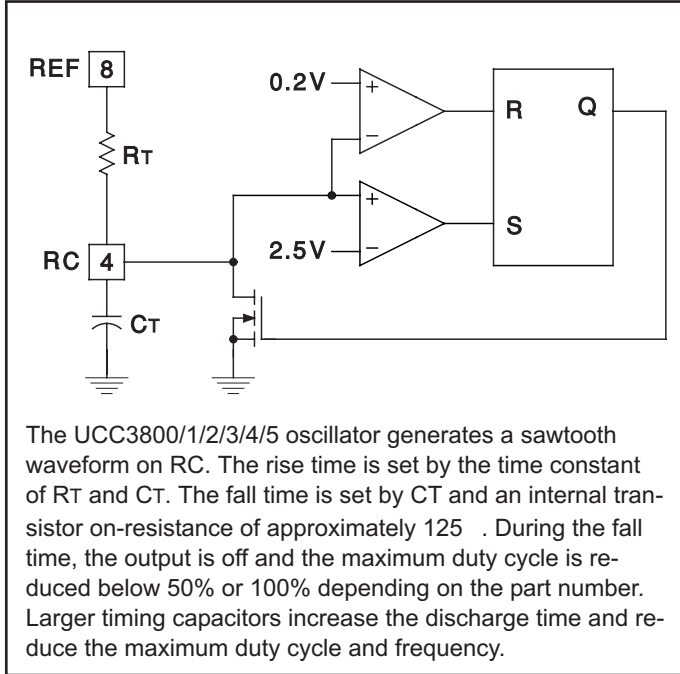 REF 8
RT
RC 4
CT
0.2V
+
−
2.5V
+
−
R Q
S
The UCC3800/1/2/3/4/5 oscillator generates a sawtooth
waveform on RC. The rise time is set by the time constant
of RT and CT. The fall time is set by CT and an internal tran-
sistor on-resistance of approximately 125 . During the fall
time, the output is off and the maximum duty cycle is re-
duced below 50% or 100% depending on the part number.
Larger timing capacitors increase the discharge time and re-
duce the maximum duty cycle and frequency.